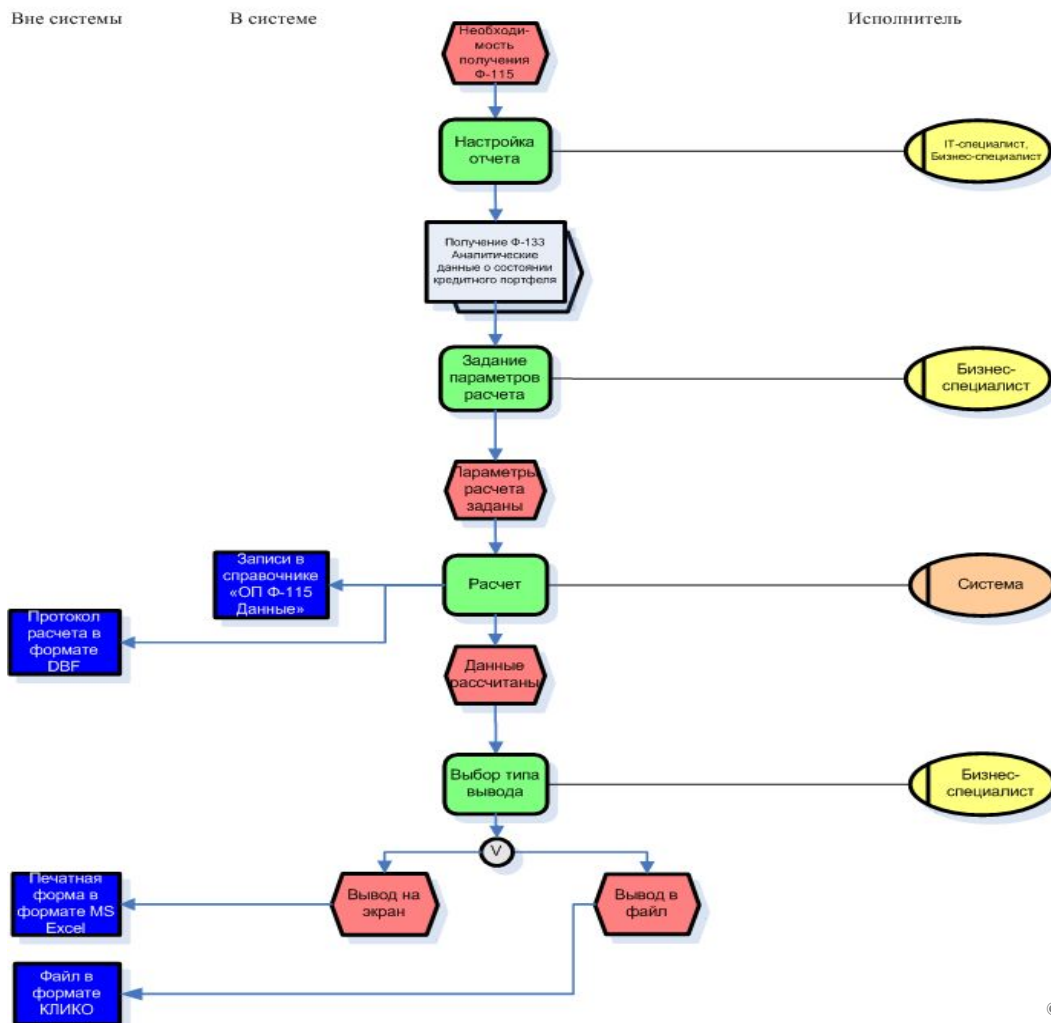 Вне системы
В системе
Исполнитель
Необходи-
мость
получения
Ф-115
Настройка
отчета
IT-специалист,
Бизнес-специалист
Получение Ф-133
Аналитические
данные о состоянии
кредитного портфеля
Задание
параметров
расчета
Бизнес-
специалист
Параметры
расчета
заданы
Записи в
справочнике
«ОП Ф-115
Данные»
Расчет
Система
Протокол
расчета в
формате
DBF
Данные
рассчитаны
Выбор типа
вывода
Бизнес-
специалист
V
Печатная
форма в
формате MS
Excel
Вывод на
экран
Вывод в
файл
Файл в
формате
КЛИКО
©